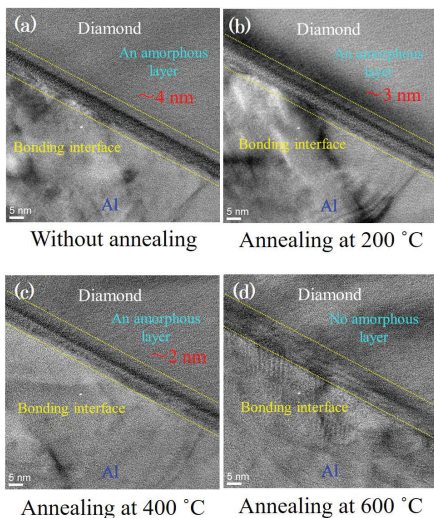 (a)
Diamond
An amorphous
layer
~4 nm
Bonding interface
Al
5 nm
Without annealing
(b)
Diamond
An amorphous
layer
~3 nm
Bonding interface
Al
5 nm
Annealing at 200 ˚C
(c)
Diamond
An amorphous
layer
~2 nm
Bonding interface
Al
5 nm
Annealing at 400 ˚C
(d)
Diamond
No amorphous
layer
Bonding interface
Al
5 nm
Annealing at 600 ˚C